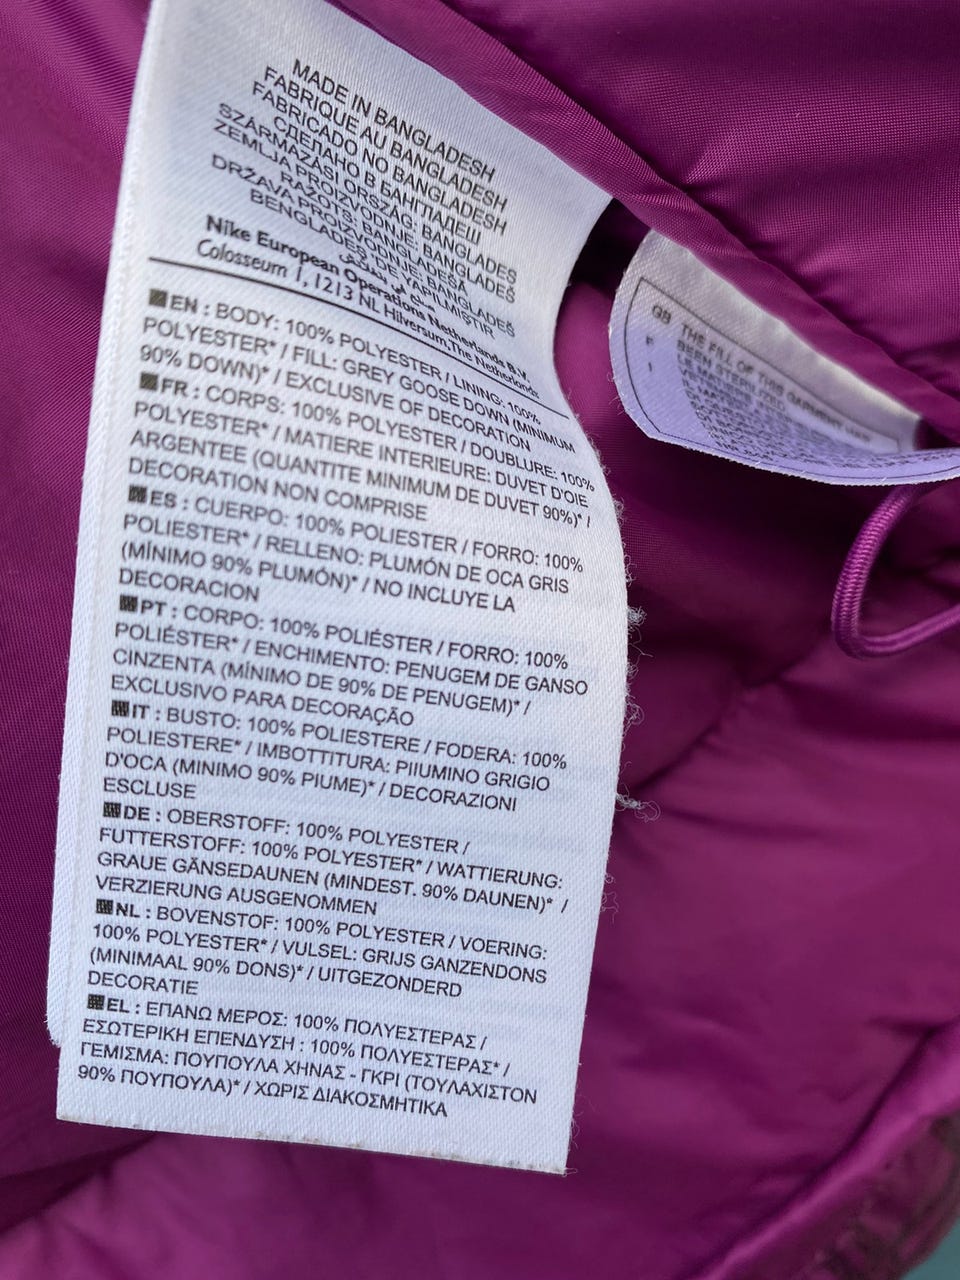 MADE IN BANGLADESH
FABRIQUE AU BANGLADESH
FABRICADO NO BANGLADESH
СДЕЛАНО В БАНГЛАДЕШ
SZÁRMAZÁSI ORSZÁG: BANGLADES
ZEMLJA PROIZVODNJE: BANGLADEŠ
RAŽOTS: BANGLADEŠĀ
DRŽAVA PROIZVODNJE: BANGLADEŠ
BENGLADEŞ'DE YAPILMIŞTIR
Nike European Operations Netherlands B.V.
Colosseum 1, 1213 NL Hilversum, The Netherlands
EN : BODY: 100% POLYESTER / LINING: 100%
POLYESTER* / FILL: GREY GOOSE DOWN (MINIMUM
90% DOWN)* / EXCLUSIVE OF DECORATION
FR : CORPS: 100% POLYESTER / DOUBLURE: 100%
POLYESTER* / MATIERE INTERIEURE: DUVET D'OIE
ARGENTEE (QUANTITE MINIMUM DE DUVET 90%)* /
DECORATION NON COMPRISE
ES : CUERPO: 100% POLIESTER / FORRO: 100%
POLIESTER* / RELLENO: PLUMÓN DE OCA GRIS
(MÍNIMO 90% PLUMÓN)* / NO INCLUYE LA
DECORACION
PT : CORPO: 100% POLIÉSTER / FORRO: 100%
POLIÉSTER* / ENCHIMENTO: PENUGEM DE GANSO
CINZENTA (MÍNIMO DE 90% DE PENUGEM)* /
EXCLUSIVO PARA DECORAÇÃO
IT : BUSTO: 100% POLIESTERE / FODERA: 100%
POLIESTERE* / IMBOTTITURA: PIIUMINO GRIGIO
D'OCA (MINIMO 90% PIUME)* / DECORAZIONI
ESCLUSE
DE : OBERSTOFF: 100% POLYESTER /
FUTTERSTOFF: 100% POLYESTER* / WATTIERUNG:
GRAUE GÄNSEDAUNEN (MINDEST. 90% DAUNEN)* /
VERZIERUNG AUSGENOMMEN
NL : BOVENSTOF: 100% POLYESTER / VOERING:
100% POLYESTER* / VULSEL: GRIJS GANZENDONS
(MINIMAAL 90% DONS)* / UITGEZONDERD
DECORATIE
EL : ΕΠΑΝΩ ΜΕΡΟΣ: 100% ΠΟΛΥΕΣΤΕΡΑΣ /
ΕΣΩΤΕΡΙΚΗ ΕΠΕΝΔΥΣΗ : 100% ΠΟΛΥΕΣΤΕΡΑΣ* /
ΓΕΜΙΣΜΑ: ΠΟΥΠΟΥΛΑ ΧΗΝΑΣ - ΓΚΡΙ (ΤΟΥΛΑΧΙΣΤΟΝ
90% ΠΟΥΠΟΥΛΑ)* / ΧΩΡΙΣ ΔΙΑΚΟΣΜΗΤΙΚΑ
GB THE FILL OF THIS GARMENT HAS
BEEN STERILIZED
F